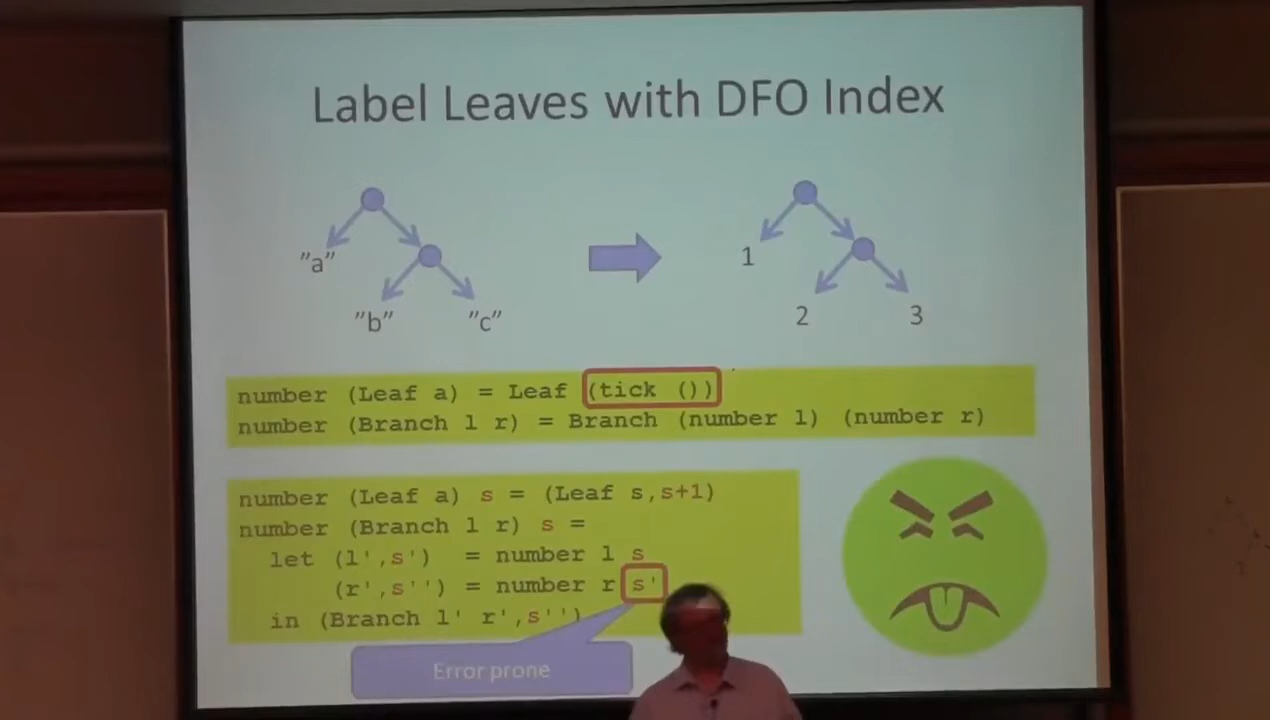 Label Leaves with DFO Index
"a"
"b"
"c"
1
2
3
number (Leaf a) = Leaf (tick ())
number (Branch l r) = Branch (number l) (number r)
number (Leaf a) s = (Leaf s,s+1)
number (Branch l r) s =
let (l',s') = number l s
(r',s'') = number r s'
in (Branch l' r',s'')
Error prone